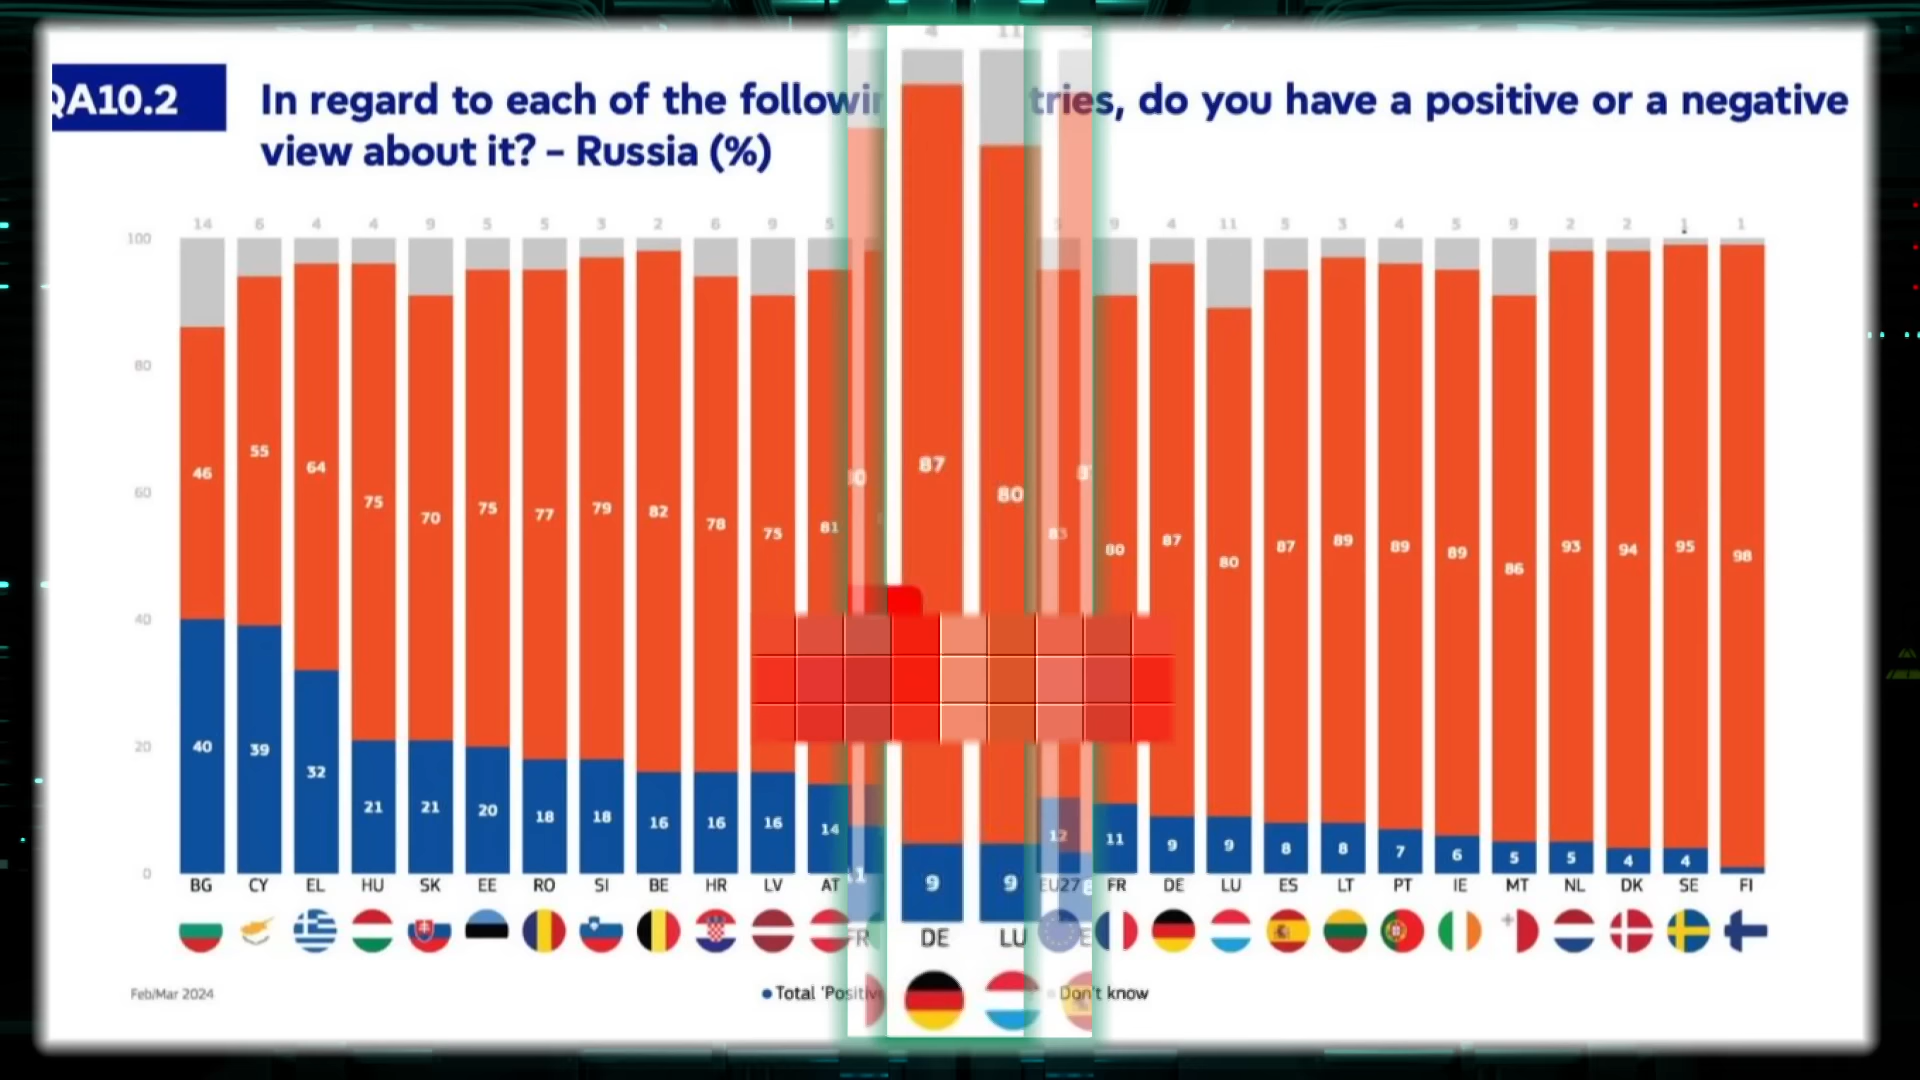 QA10.2
In regard to each of the followin tries, do you have a positive or a negative
view about it? – Russia (%)
4 11
14 6 4 4 9 5 5 3 2 6 9 5 9 4 11 5 3 4 5 9 2 2 1 1
100
80
60
40
20
0
46 55 64 75 70 75 77 79 82 78 75 81 87 80 83 80 87 80 87 89 89 89 86 93 94 95 98
40 39 32 21 21 20 18 18 16 16 16 14 9 9 12 11 9 9 8 8 7 6 5 5 4 4
BG CY EL HU SK EE RO SI BE HR LV AT EU27 FR DE LU ES LT PT IE MT NL DK SE FI
FR DE LU
Feb/Mar 2024
Total 'Positiv Don't know